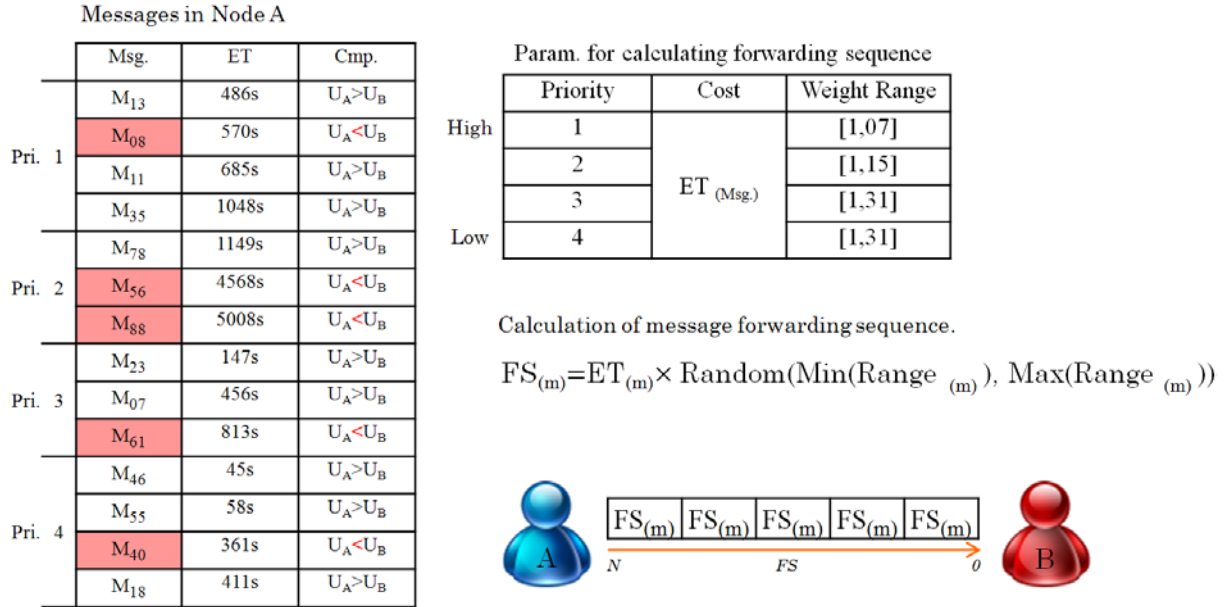 Messages in Node A
Msg. ET Cmp.
Pri. 1
M13 486s UA>UB
M08 570s UA<UB
M11 685s UA>UB
M35 1048s UA>UB
Pri. 2
M78 1149s UA>UB
M56 4568s UA<UB
M88 5008s UA<UB
Pri. 3
M23 147s UA>UB
M07 456s UA>UB
M61 813s UA<UB
Pri. 4
M46 45s UA>UB
M55 58s UA>UB
M40 361s UA<UB
M18 411s UA>UB
Param. for calculating forwarding sequence
Priority Cost Weight Range
High 1 [1,07]
2 [1,15]
ET (Msg.)
3 [1,31]
Low 4 [1,31]
Calculation of message forwarding sequence.
FS(m)=ET(m)× Random(Min(Range (m) ), Max(Range (m) ))
A FS(m) FS(m) FS(m) FS(m) FS(m) B
N FS 0